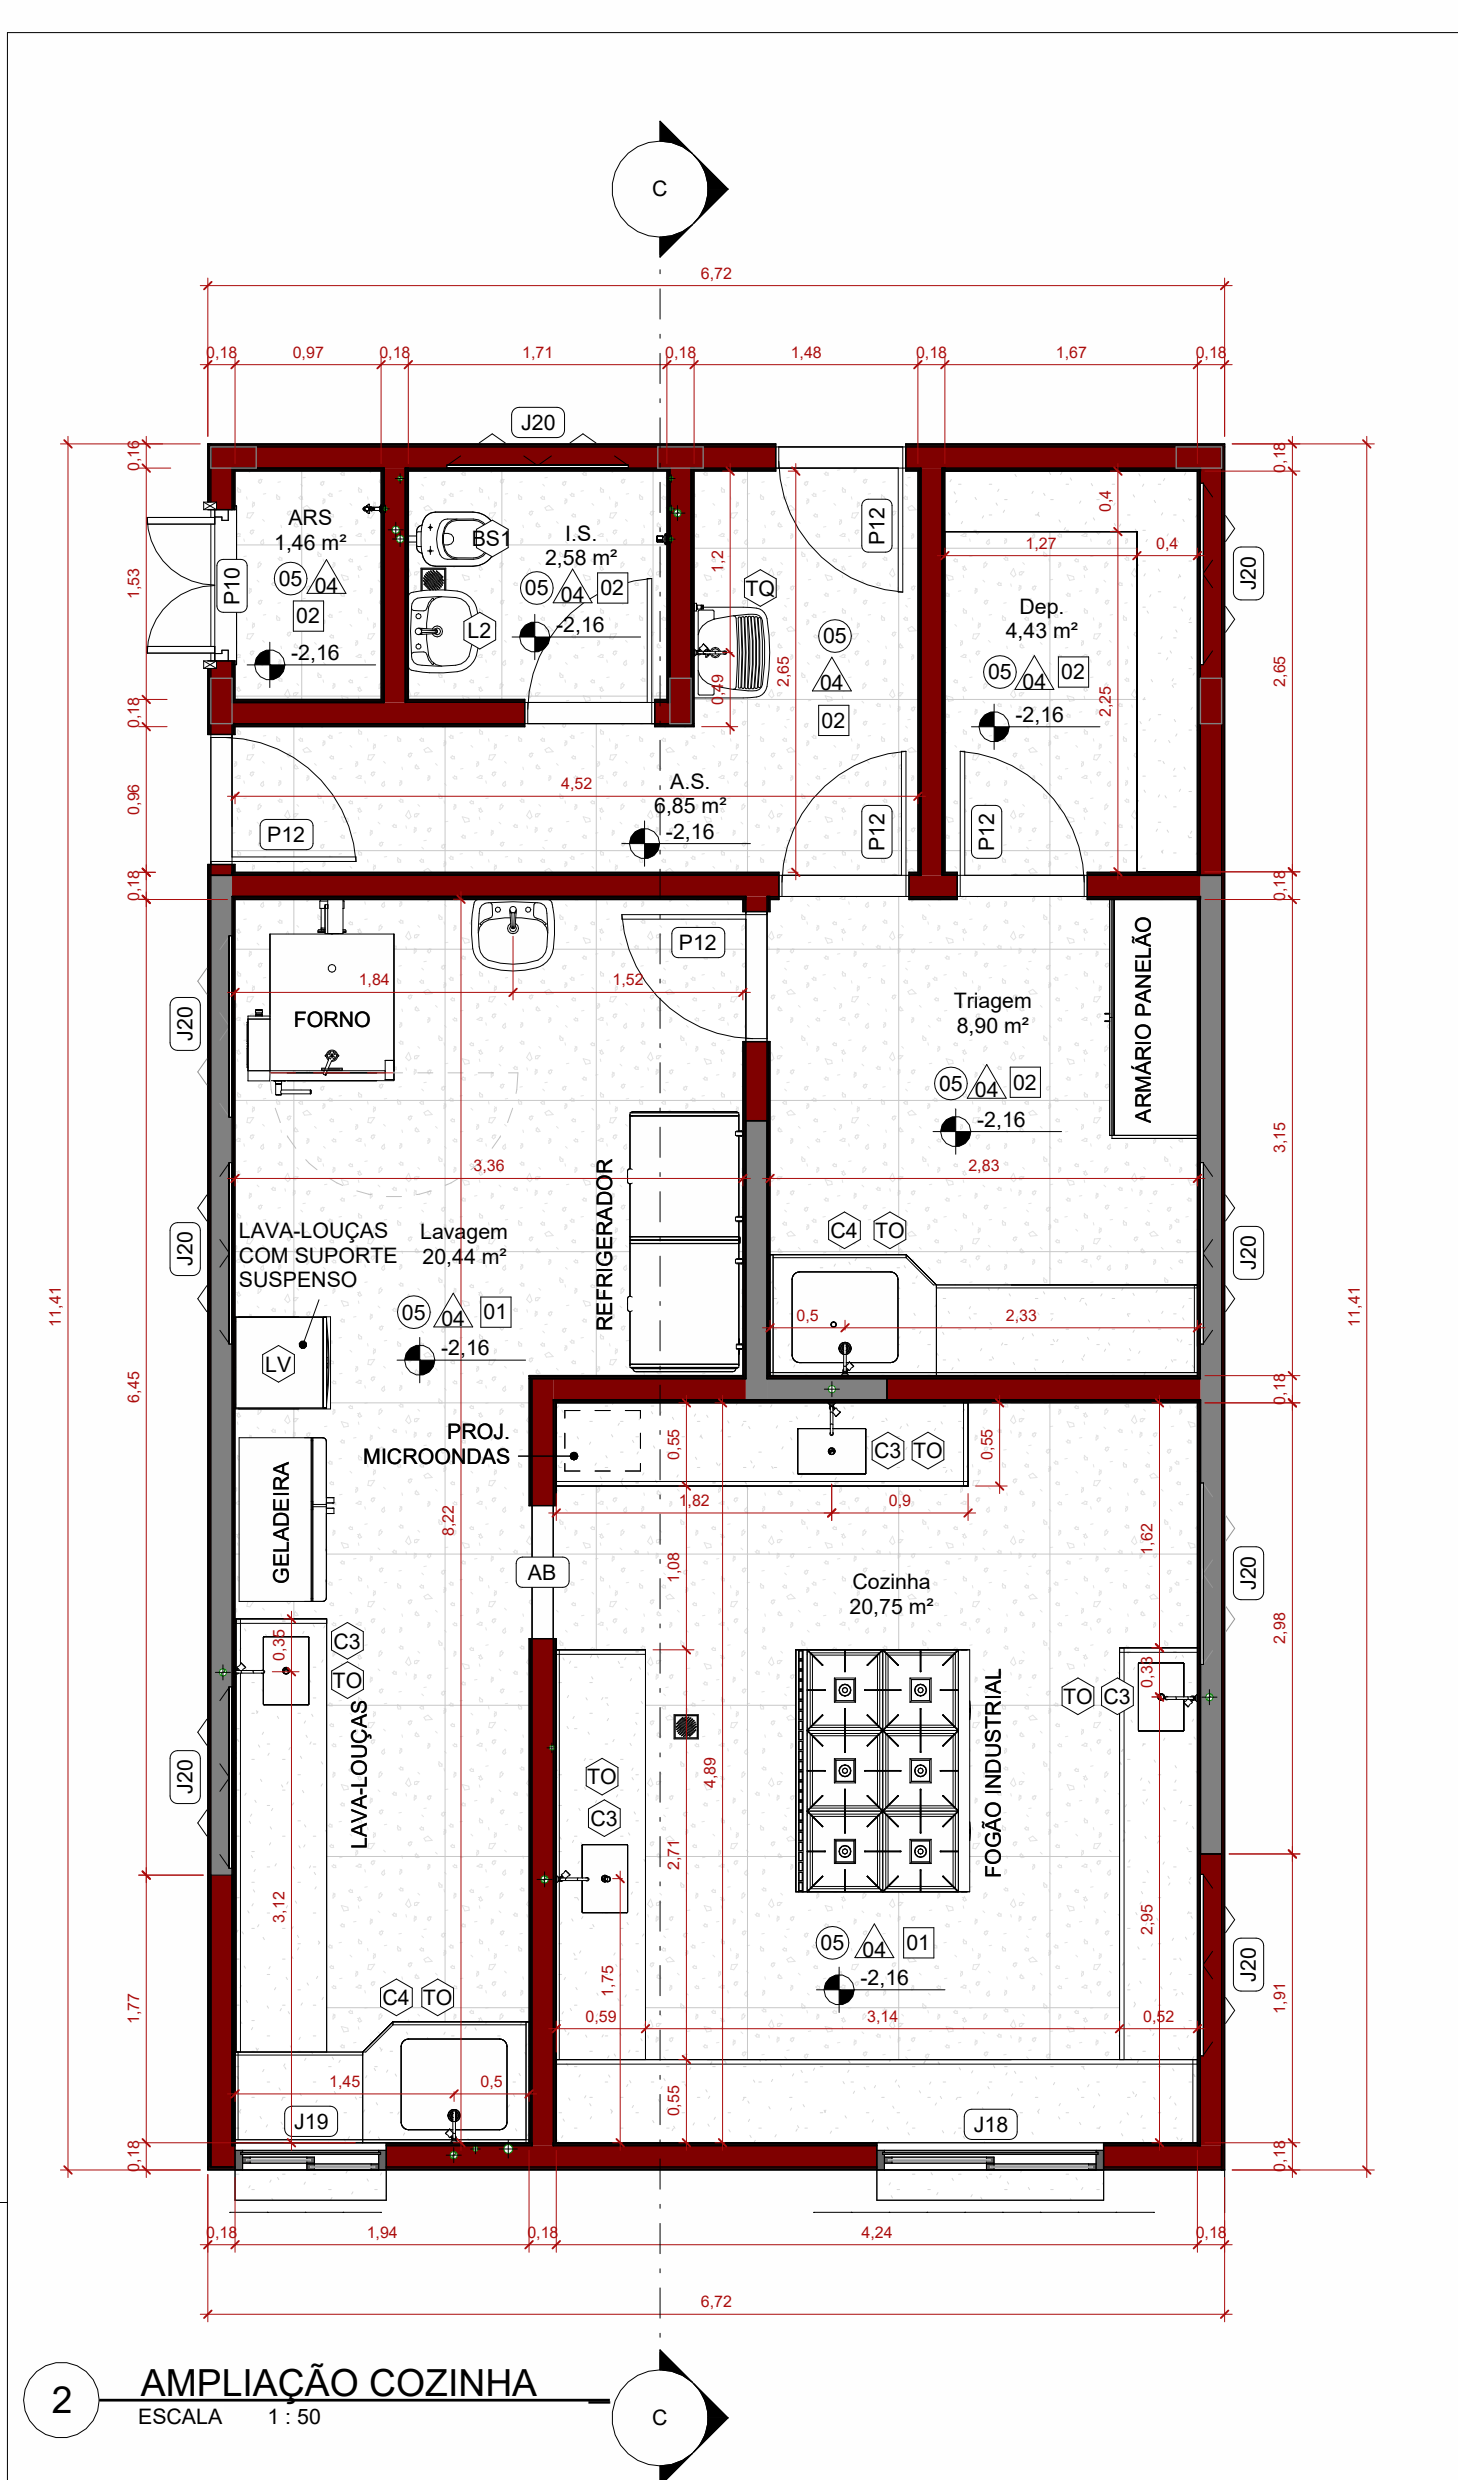 C
6,72
0,18 0,97 0,18 1,71 0,18 1,48 0,18 1,67 0,18
J20
0,16
0,18
ARS
1,46 m²
05 04
02
-2,16
P10
1,53
BS1
I.S.
2,58 m²
05 04 02
-2,16
L2
1,2
TQ
0,49
P12
05
04
02
2,65
0,4
1,27 0,4
Dep.
4,43 m²
05 04 02
-2,16
2,25
J20
2,65
0,18
0,96
P12
4,52
A.S.
6,85 m²
-2,16
P12
P12
0,18
0,18
1,84
1,52
P12
FORNO
J20
Triagem
8,90 m²
05 04 02
-2,16
ARMÁRIO PANELÃO
3,15
3,36
2,83
REFRIGERADOR
LAVA-LOUÇAS
COM SUPORTE
SUSPENSO
Lavagem
20,44 m²
05 04 01
-2,16
LV
J20
C4 TO
J20
0,5
2,33
11,41
11,41
6,45
0,18
PROJ.
MICROONDAS
0,55
C3 TO
0,55
1,82
0,9
GELADEIRA
8,22
AB
1,08
1,62
J20
Cozinha
20,75 m²
2,98
0,35
C3
TO
LAVA-LOUÇAS
J20
TO C3
0,33
TO
C3
4,89
FOGÃO INDUSTRIAL
2,71
3,12
2,95
05 04 01
-2,16
J20
1,91
1,77
C4 TO
1,75
0,59
3,14
0,52
1,45
0,5
0,55
J19
J18
0,18
0,18
0,18 1,94 0,18 4,24 0,18
6,72
2
AMPLIAÇÃO COZINHA
ESCALA 1 : 50
C